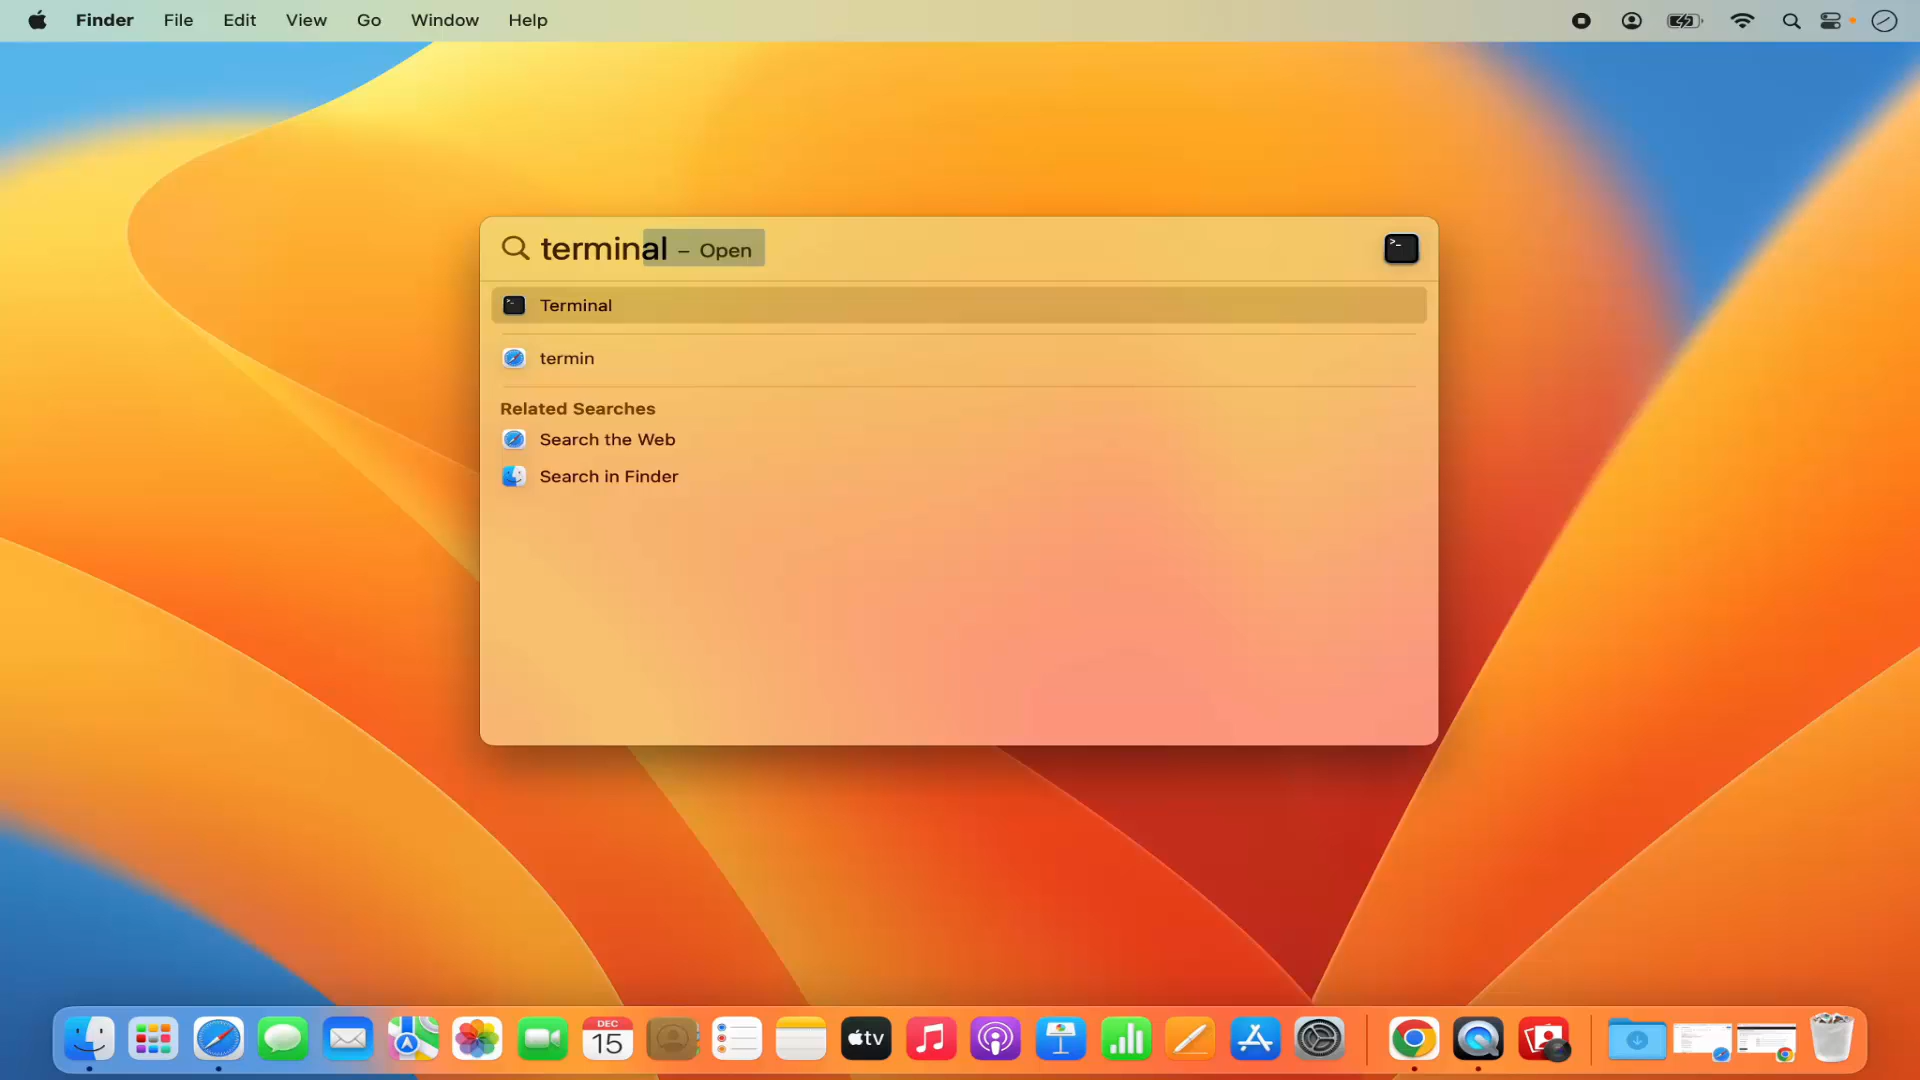 Finder File Edit View Go Window Help
terminal – Open
Terminal
termin
Related Searches
Search the Web
Search in Finder
DEC
15
tv